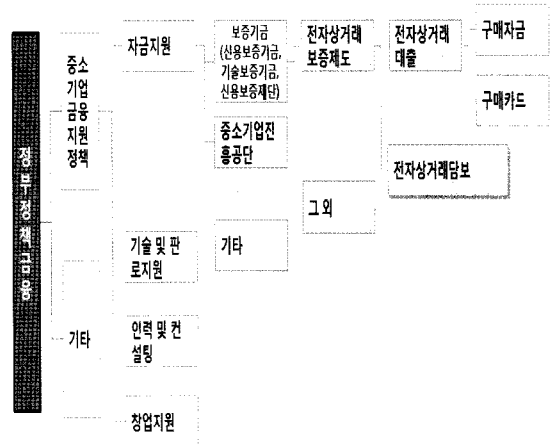 정부정책금융
중소
기업
금융
지원
정책
기타
자금지원
기술 및 판
로지원
인력 및 컨
설팅
창업지원
보증기금
(신용보증기금,
기술보증기금,
신용보증재단)
중소기업진
흥공단
기타
전자상거래
보증제도
그 외
전자상거래
대출
전자상거래담보
구매자금
구매카드